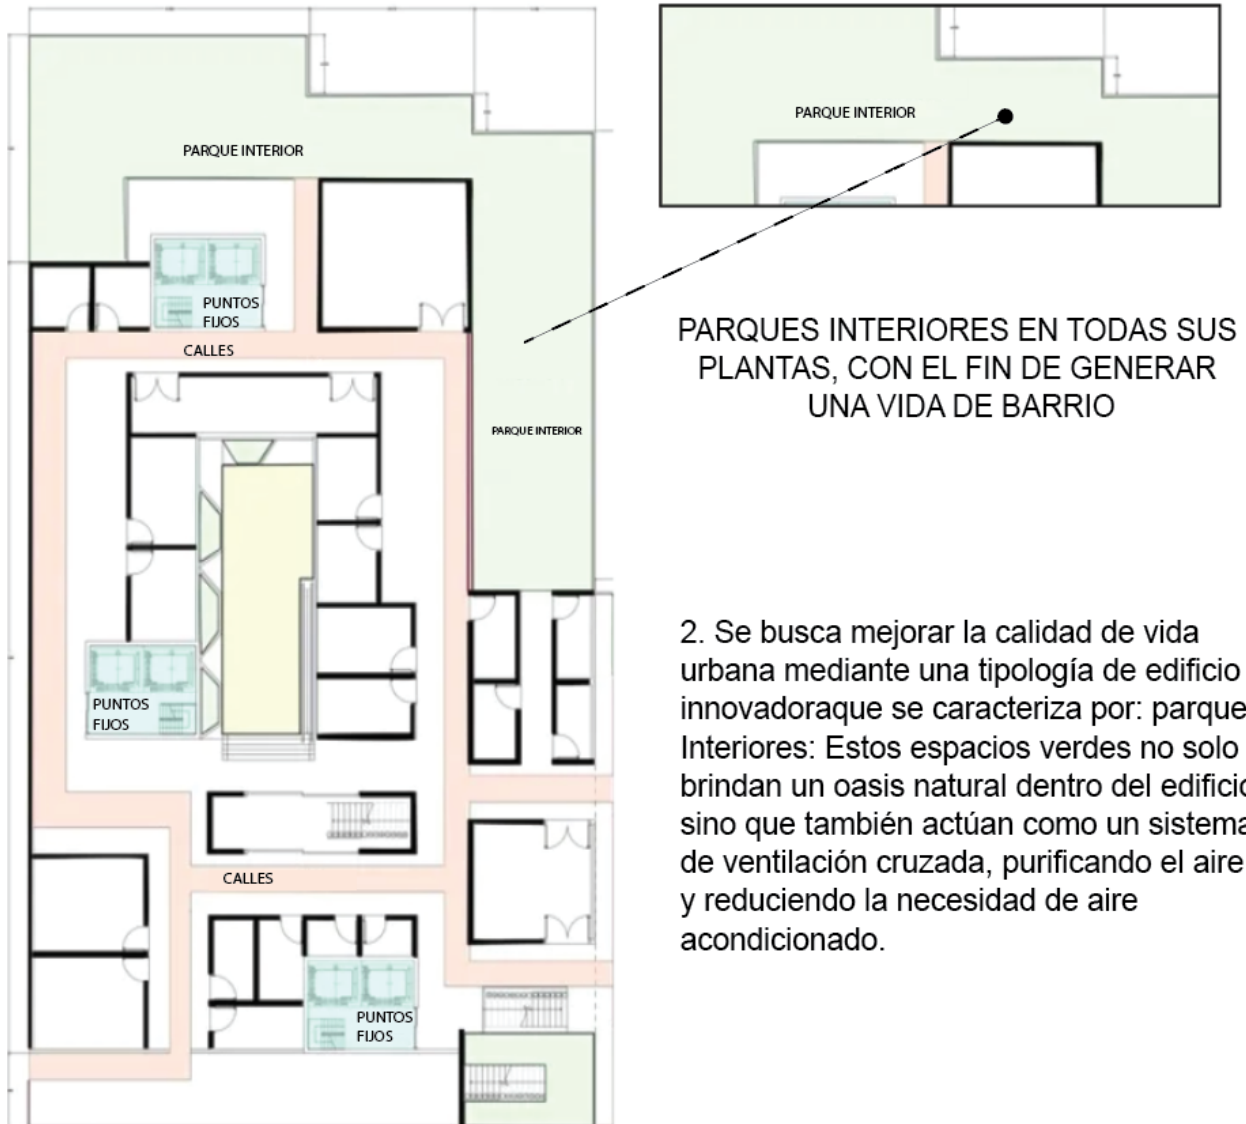 PARQUE INTERIOR
PUNTOS
FIJOS
CALLES
PARQUE INTERIOR
PUNTOS
FIJOS
CALLES
PUNTOS
FIJOS
PARQUE INTERIOR
PARQUES INTERIORES EN TODAS SUS
PLANTAS, CON EL FIN DE GENERAR
UNA VIDA DE BARRIO
2. Se busca mejorar la calidad de vida
urbana mediante una tipología de edificio
innovadoraque se caracteriza por: parque
Interiores: Estos espacios verdes no solo
brindan un oasis natural dentro del edificio
sino que también actúan como un sistema
de ventilación cruzada, purificando el aire
y reduciendo la necesidad de aire
acondicionado.